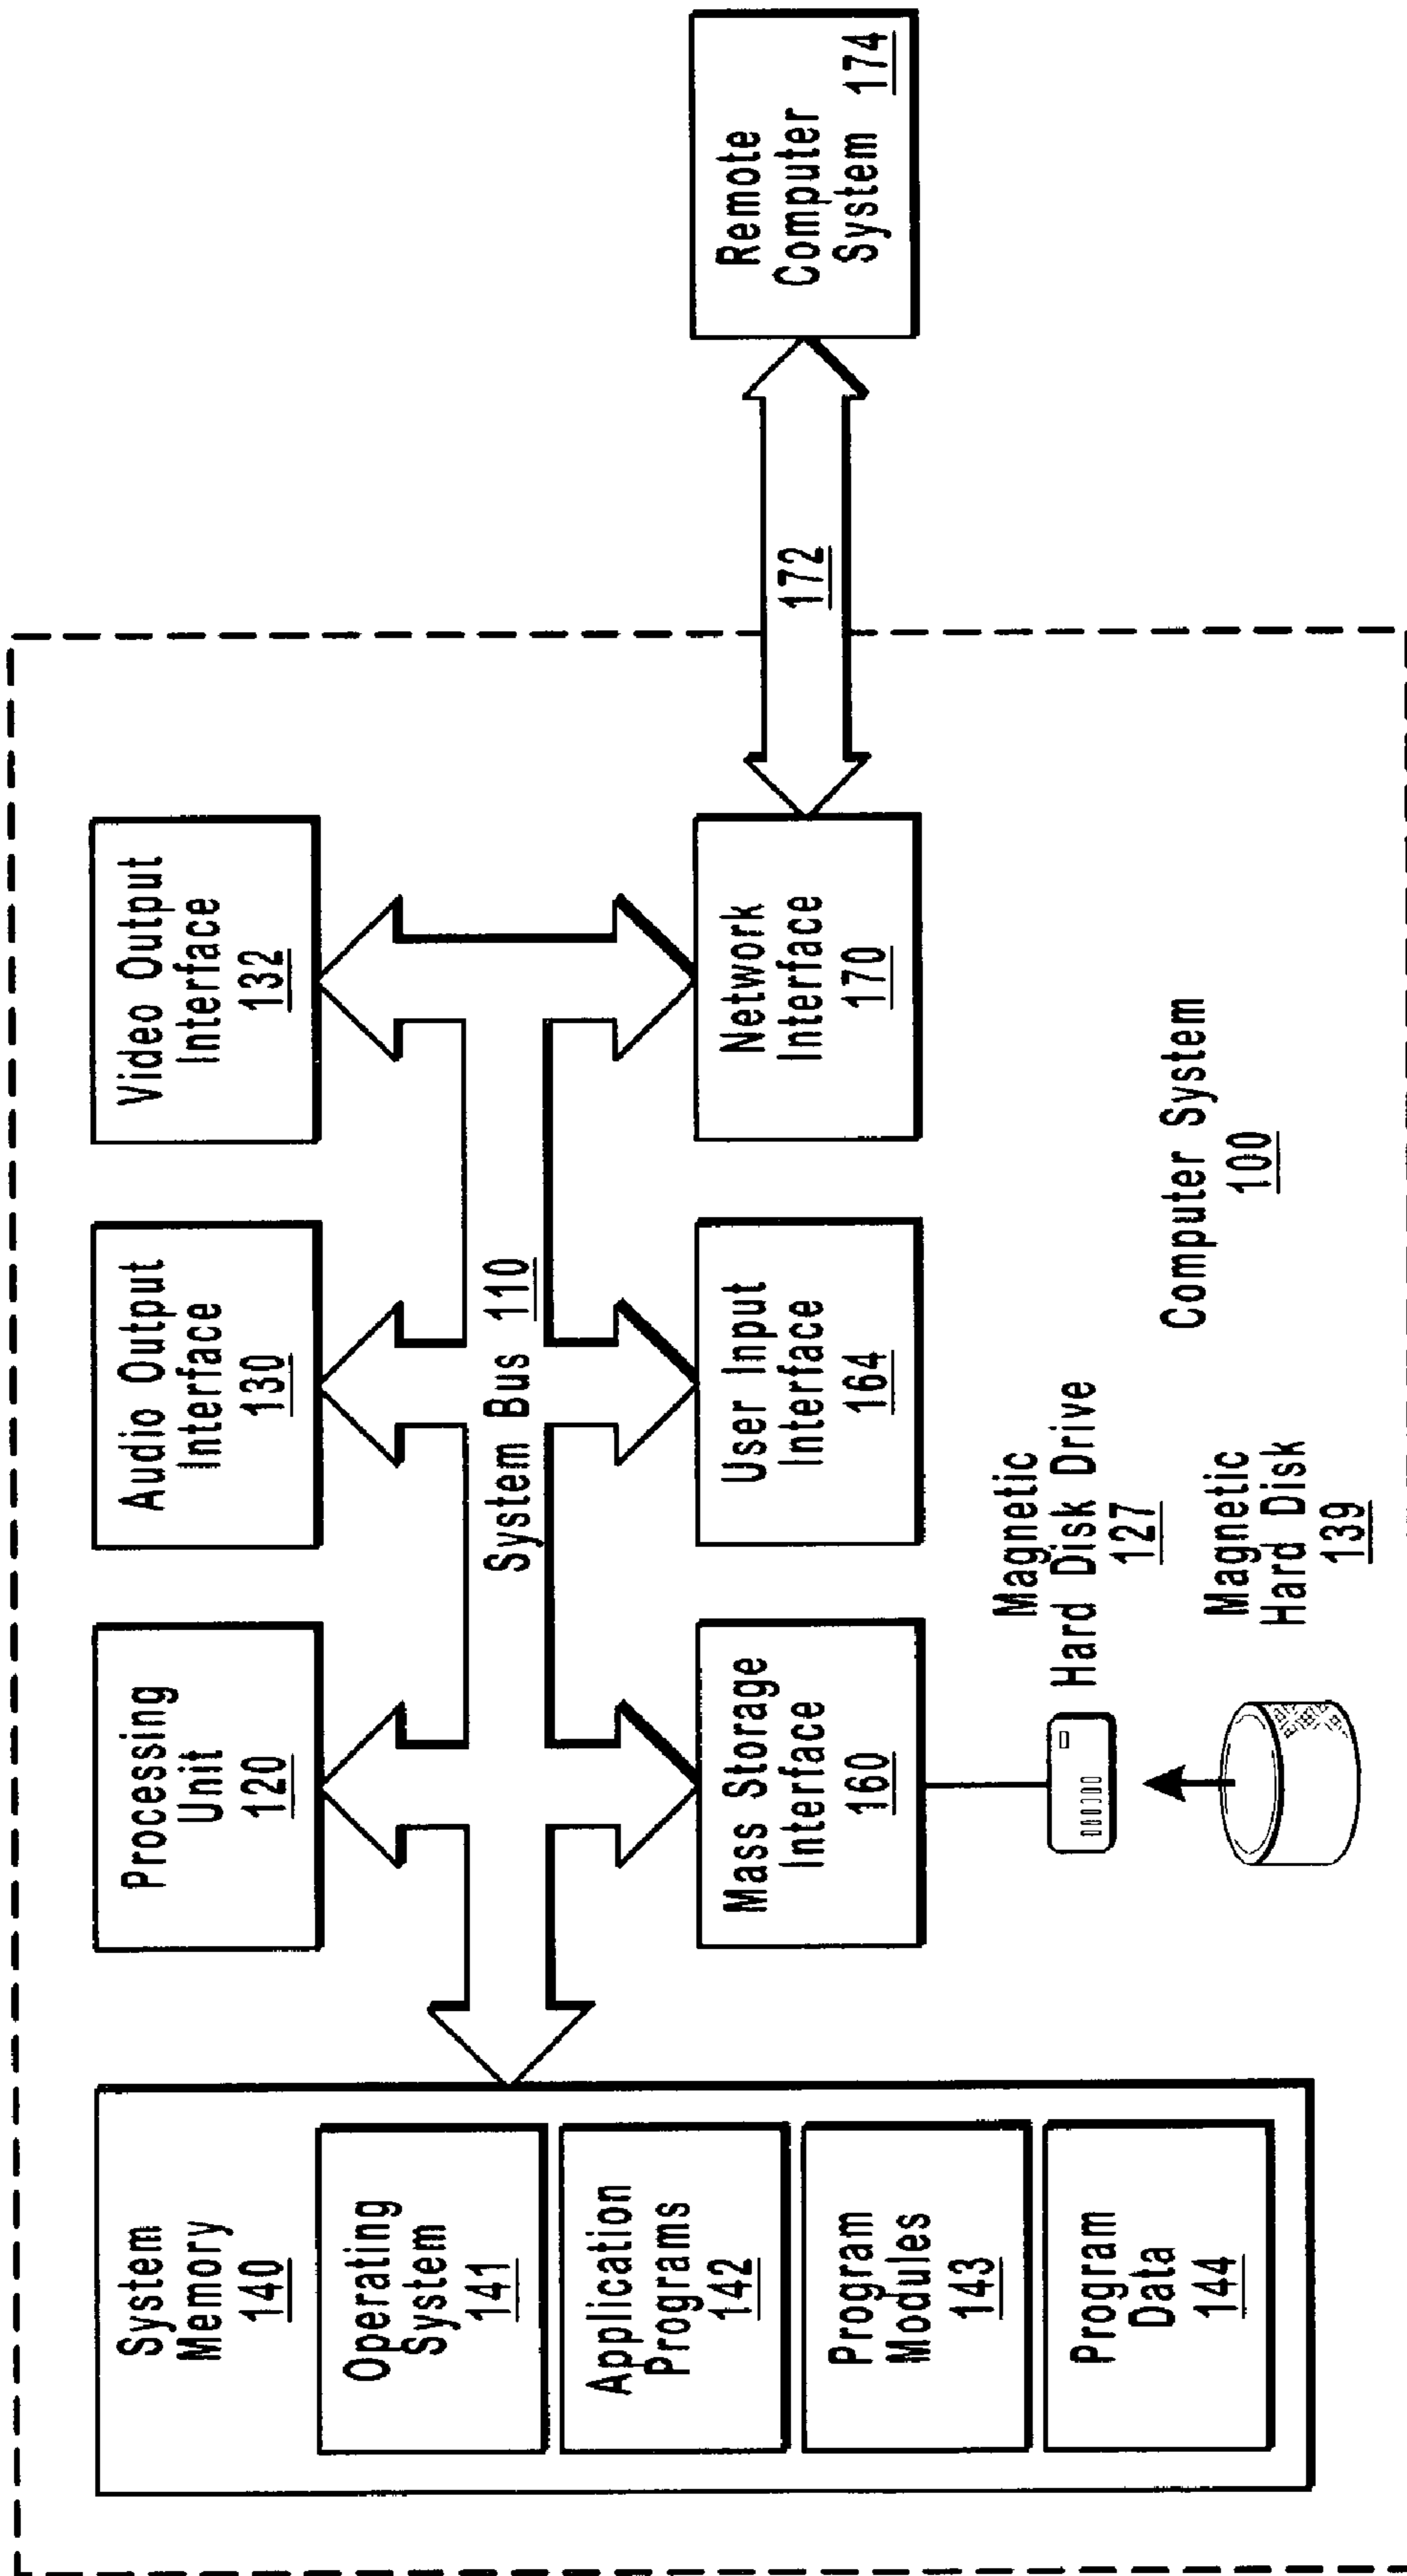 System
Memory
140
Operating
System
141
Application
Programs
142
Program
Modules
143
Program
Data
144
Processing
Unit
120
Audio Output
Interface
130
Video Output
Interface
132
System Bus 110
Mass Storage
Interface
160
User Input
Interface
164
Network
Interface
170
172
Remote
Computer
System 174
Magnetic
Hard Disk Drive
127
Magnetic
Hard Disk
139
Computer System
100